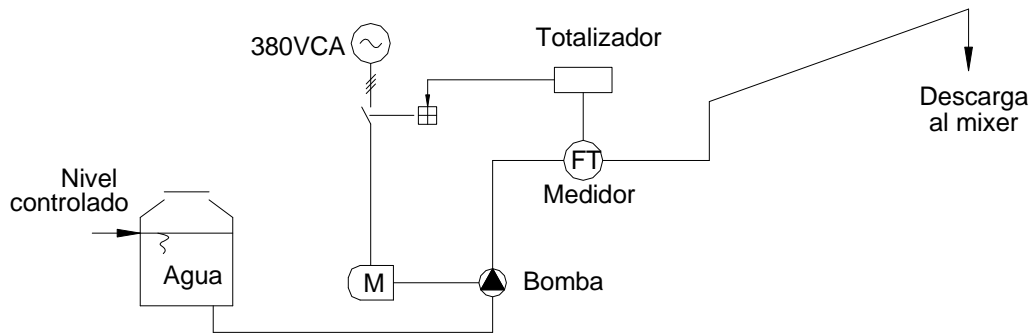 380VCA
Totalizador
Descarga
al mixer
FT
Medidor
Nivel
controlado
Agua
M
Bomba